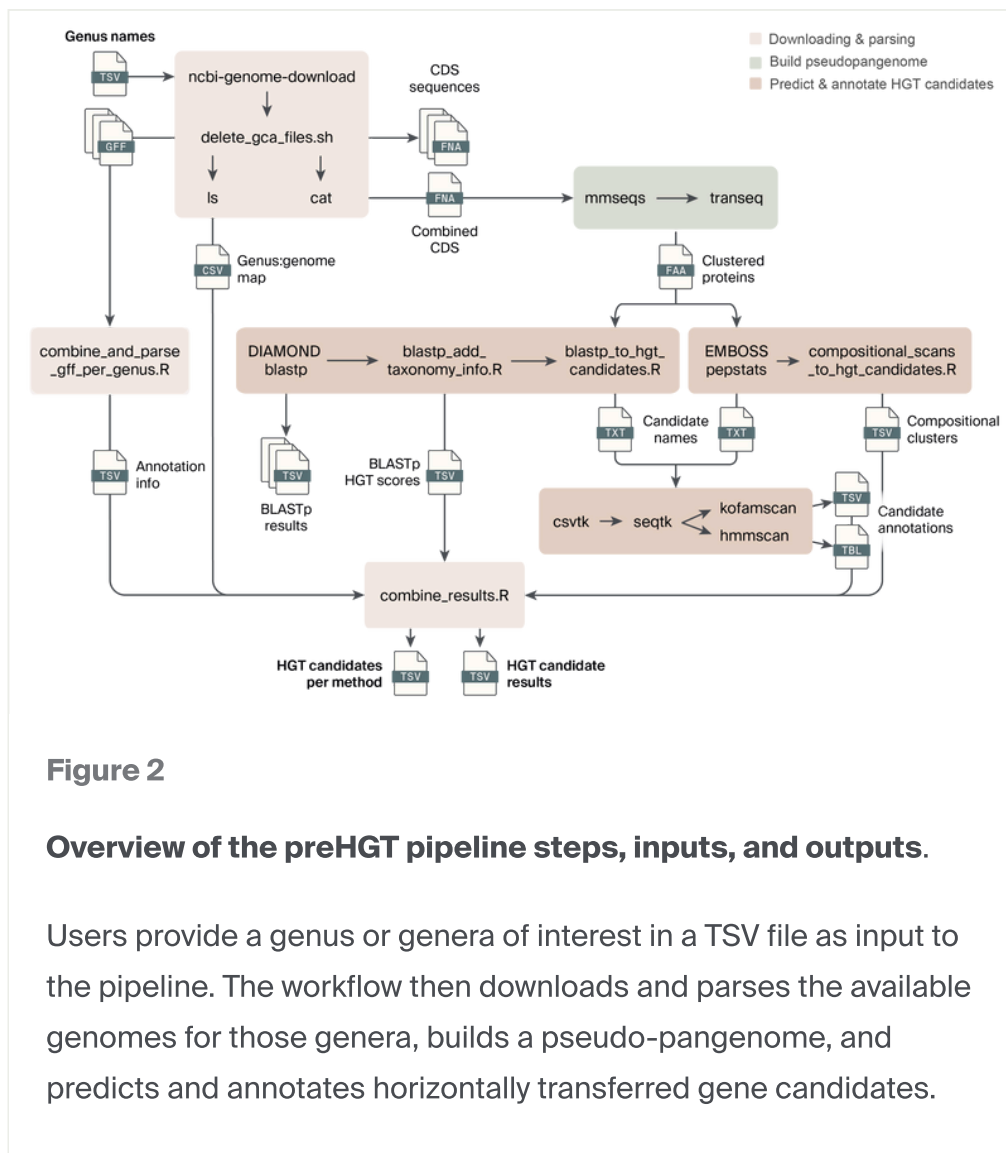 Genus names
TSV
ncbi-genome-download
CDS
sequences
Downloading & parsing
Build pseudopangenome
Predict & annotate HGT candidates
GFF
delete_gca_files.sh
FNA
ls
cat
FNA
Combined
CDS
mmseqs
transeq
CSV
Genus:genome
map
FAA
Clustered
proteins
combine_and_parse
_gff_per_genus.R
DIAMOND
blastp
blastp_add_
taxonomy_info.R
blastp_to_hgt_
candidates.R
EMBOSS
pepstats
compositional_scans
_to_hgt_candidates.R
TXT
Candidate
names
TXT
TSV
Compositional
clusters
TSV
Annotation
info
TSV
BLASTp
results
BLASTp
HGT scores
TSV
csvtk
seqtk
kofamscan
hmmscan
TSV
Candidate
annotations
TBL
combine_results.R
HGT candidates
per method
TSV
TSV
HGT candidate
results
Figure 2
Overview of the preHGT pipeline steps, inputs, and outputs.
Users provide a genus or genera of interest in a TSV file as input to
the pipeline. The workflow then downloads and parses the available
genomes for those genera, builds a pseudo-pangenome, and
predicts and annotates horizontally transferred gene candidates.